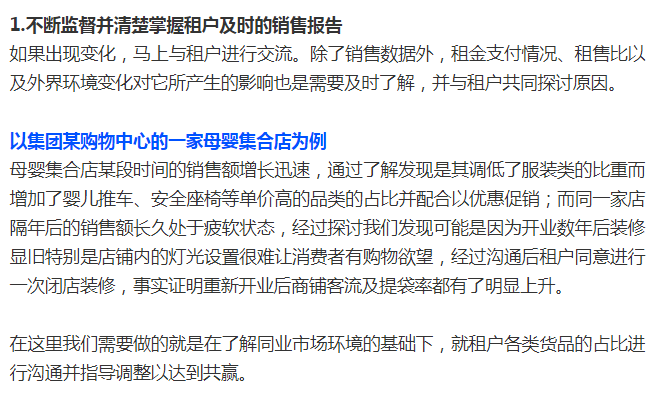 1.不断监督并清楚掌握租户及时的销售报告
如果出现变化，马上与租户进行交流。除了销售数据外，租金支付情况、租售比以
及外界环境变化对它所产生的影响也是需要及时了解，并与租户共同探讨原因。
以集团某购物中心的一家母婴集合店为例
母婴集合店某段时间的销售额增长迅速，通过了解发现是其调低了服装类的比重而
增加了婴儿推车、安全座椅等单价高的品类的占比并配合以优惠促销；而同一家店
隔年后的销售额长久处于疲软状态，经过探讨我们发现可能是因为开业数年后装修
显旧特别是店铺内的灯光设置很难让消费者有购物欲望，经过沟通后租户同意进行
一次闭店装修，事实证明重新开业后商铺客流及提袋率都有了明显上升。
在这里我们需要做的就是在了解同业市场环境的基础下，就租户各类货品的占比进
行沟通并指导调整以达到共赢。